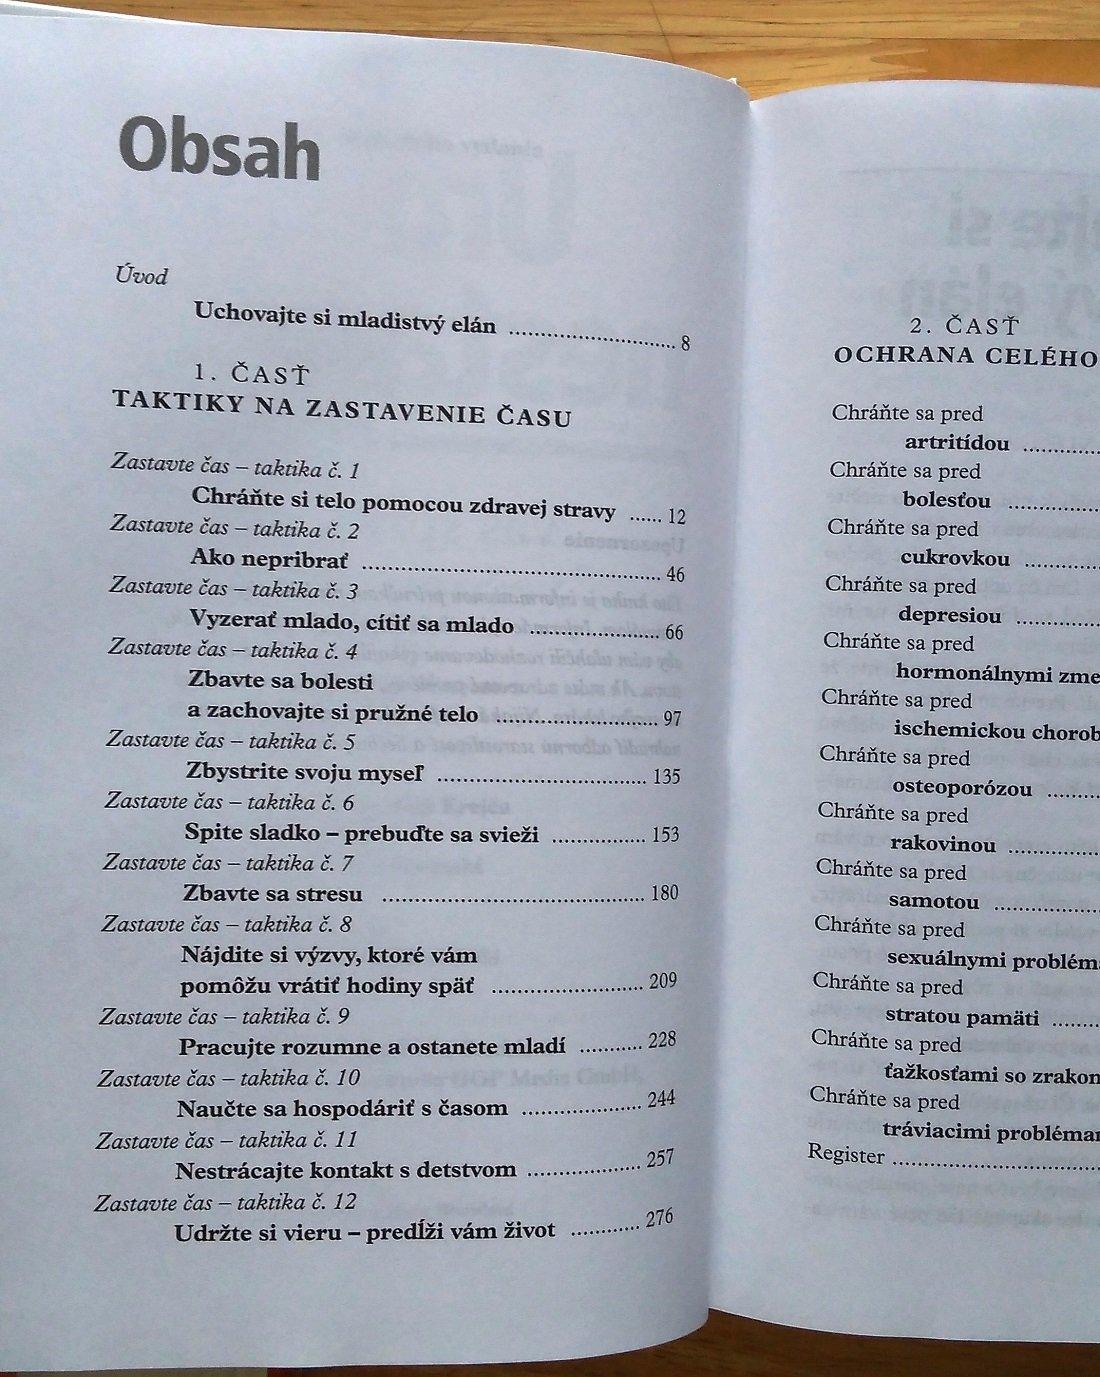 Obsah
Úvod
Uchovajte si mladistvý elán ........................ 8
1. ČASŤ
TAKTIKY NA ZASTAVENIE ČASU
Zastavte čas – taktika č. 1
Chráňte si telo pomocou zdravej stravy ...... 12
Zastavte čas – taktika č. 2
Ako nepribrať ............................................ 46
Zastavte čas – taktika č. 3
Vyzerať mlado, cítiť sa mlado .................... 66
Zastavte čas – taktika č. 4
Zbavte sa bolesti
a zachovajte si pružné telo ......................... 97
Zastavte čas – taktika č. 5
Zbystrite svoju myseľ ................................ 135
Zastavte čas – taktika č. 6
Spite sladko – prebuďte sa svieži .............. 153
Zastavte čas – taktika č. 7
Zbavte sa stresu ........................................ 180
Zastavte čas – taktika č. 8
Nájdite si výzvy, ktoré vám
pomôžu vrátiť hodiny späť ....................... 209
Zastavte čas – taktika č. 9
Pracujte rozumne a ostanete mladí .......... 228
Zastavte čas – taktika č. 10
Naučte sa hospodáriť s časom .................. 244
Zastavte čas – taktika č. 11
Nestrácajte kontakt s detstvom ................. 257
Zastavte čas – taktika č. 12
Udržte si vieru – predĺži vám život .......... 276
2. ČASŤ
OCHRANA CELÉHO
Chráňte sa pred
artritídou ............
Chráňte sa pred
bolesťou ..............
Chráňte sa pred
cukrovkou ...........
Chráňte sa pred
depresiou ............
Chráňte sa pred
hormonálnymi zme
Chráňte sa pred
ischemickou chorob
Chráňte sa pred
osteoporózou ........
Chráňte sa pred
rakovinou ............
Chráňte sa pred
samotou ..............
Chráňte sa pred
sexuálnymi probléma
Chráňte sa pred
stratou pamäti .......
Chráňte sa pred
ťažkosťami so zrakom
Chráňte sa pred
tráviacimi problémam
Register ..............................